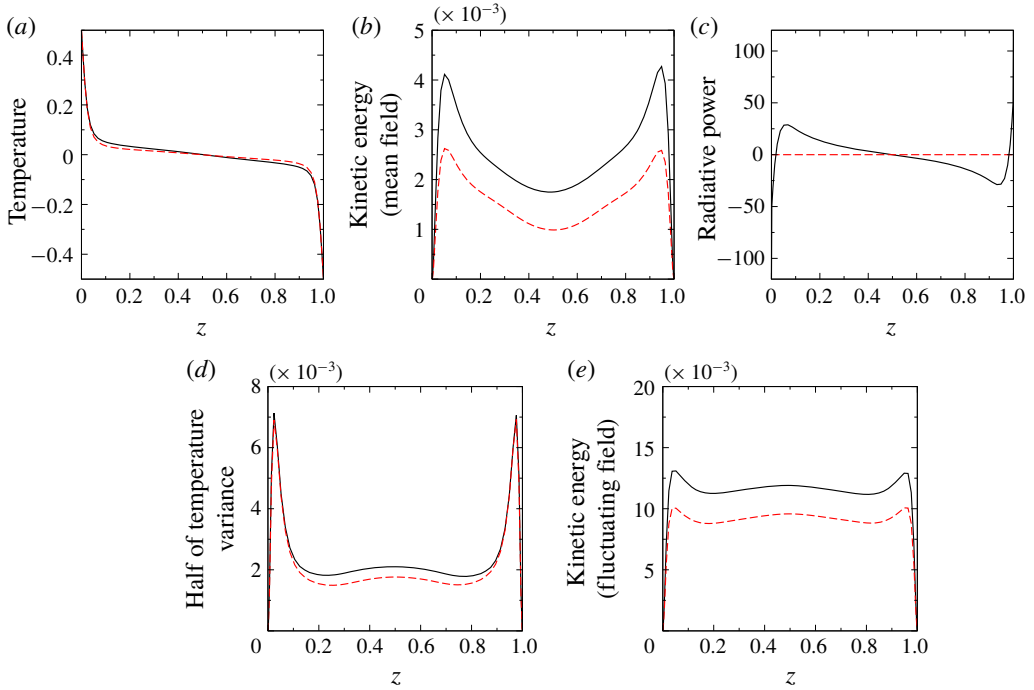 (a)
0.4
0.2
0
−0.2
−0.4
Temperature
0 0.2 0.4 0.6 0.8 1.0
z
(b)
(× 10−3)
5
4
3
2
1
Kinetic energy
(mean field)
0 0.2 0.4 0.6 0.8 1.0
z
(c)
100
50
0
−50
−100
Radiative power
0 0.2 0.4 0.6 0.8 1.0
z
(d)
(× 10−3)
8
6
4
2
Half of temperature
variance
0 0.2 0.4 0.6 0.8 1.0
z
(e)
(× 10−3)
20
15
10
5
Kinetic energy
(fluctuating field)
0 0.2 0.4 0.6 0.8 1.0
z